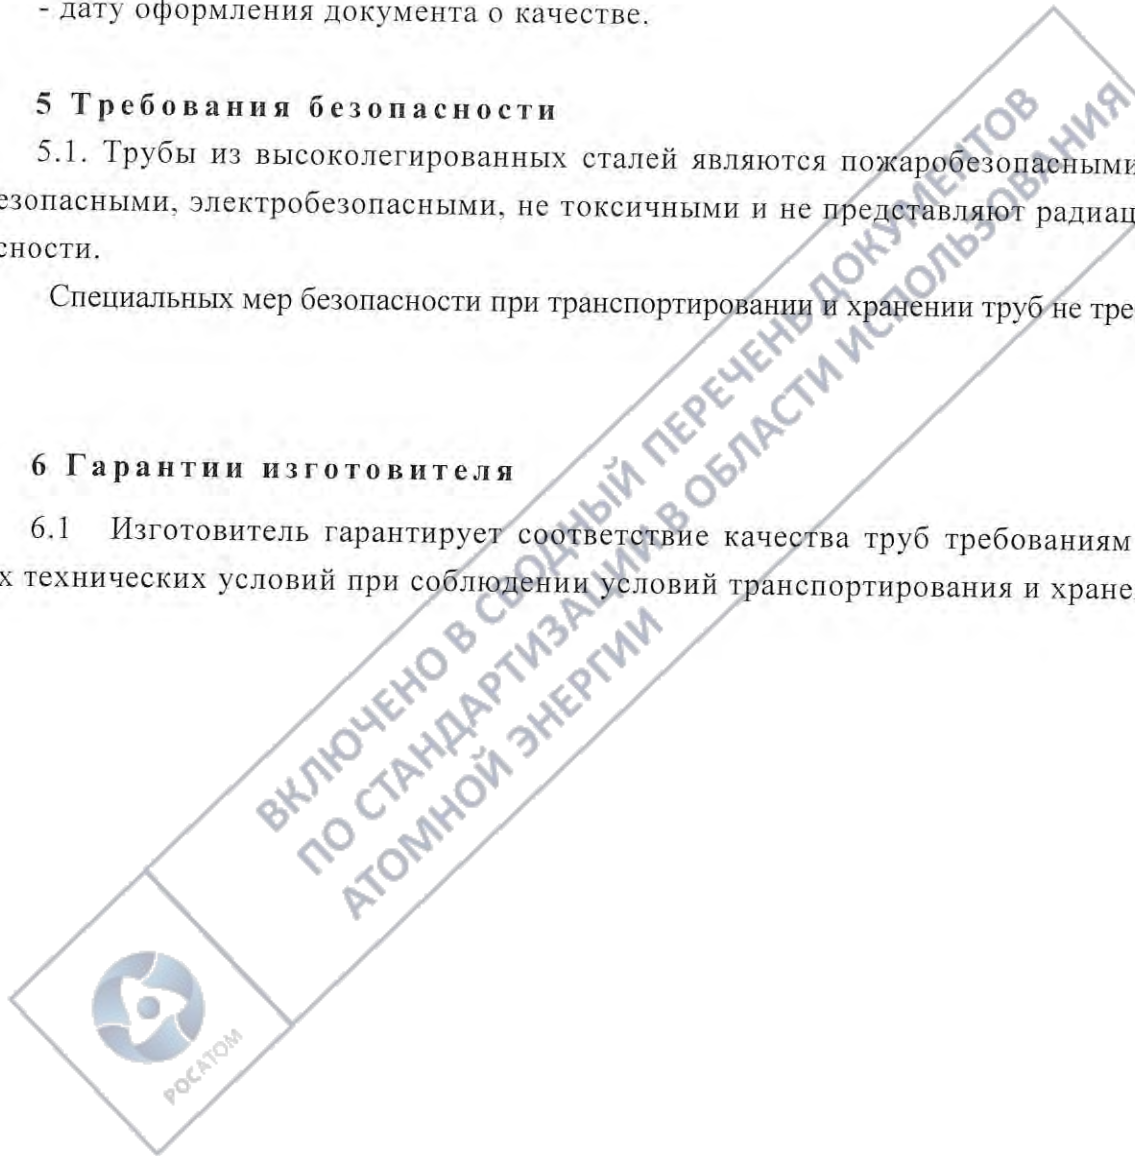 - дату оформления документа о качестве.
5 Требования безопасности
5.1. Трубы из высоколегированных сталей являются пожаробезопасными
езопасными, электробезопасными, не токсичными и не представляют радиац
сности.
Специальных мер безопасности при транспортировании и хранении труб не тре
6 Гарантии изготовителя
6.1 Изготовитель гарантирует соответствие качества труб требованиям
х технических условий при соблюдении условий транспортирования и хране
ВКЛЮЧЕНО В СВОДНЫЙ ПЕРЕЧЕНЬ ДОКУМЕНТОВ
ПО СТАНДАРТИЗАЦИИ В ОБЛАСТИ ИСПОЛЬЗОВАНИЯ
АТОМНОЙ ЭНЕРГИИ
РОСАТОМ